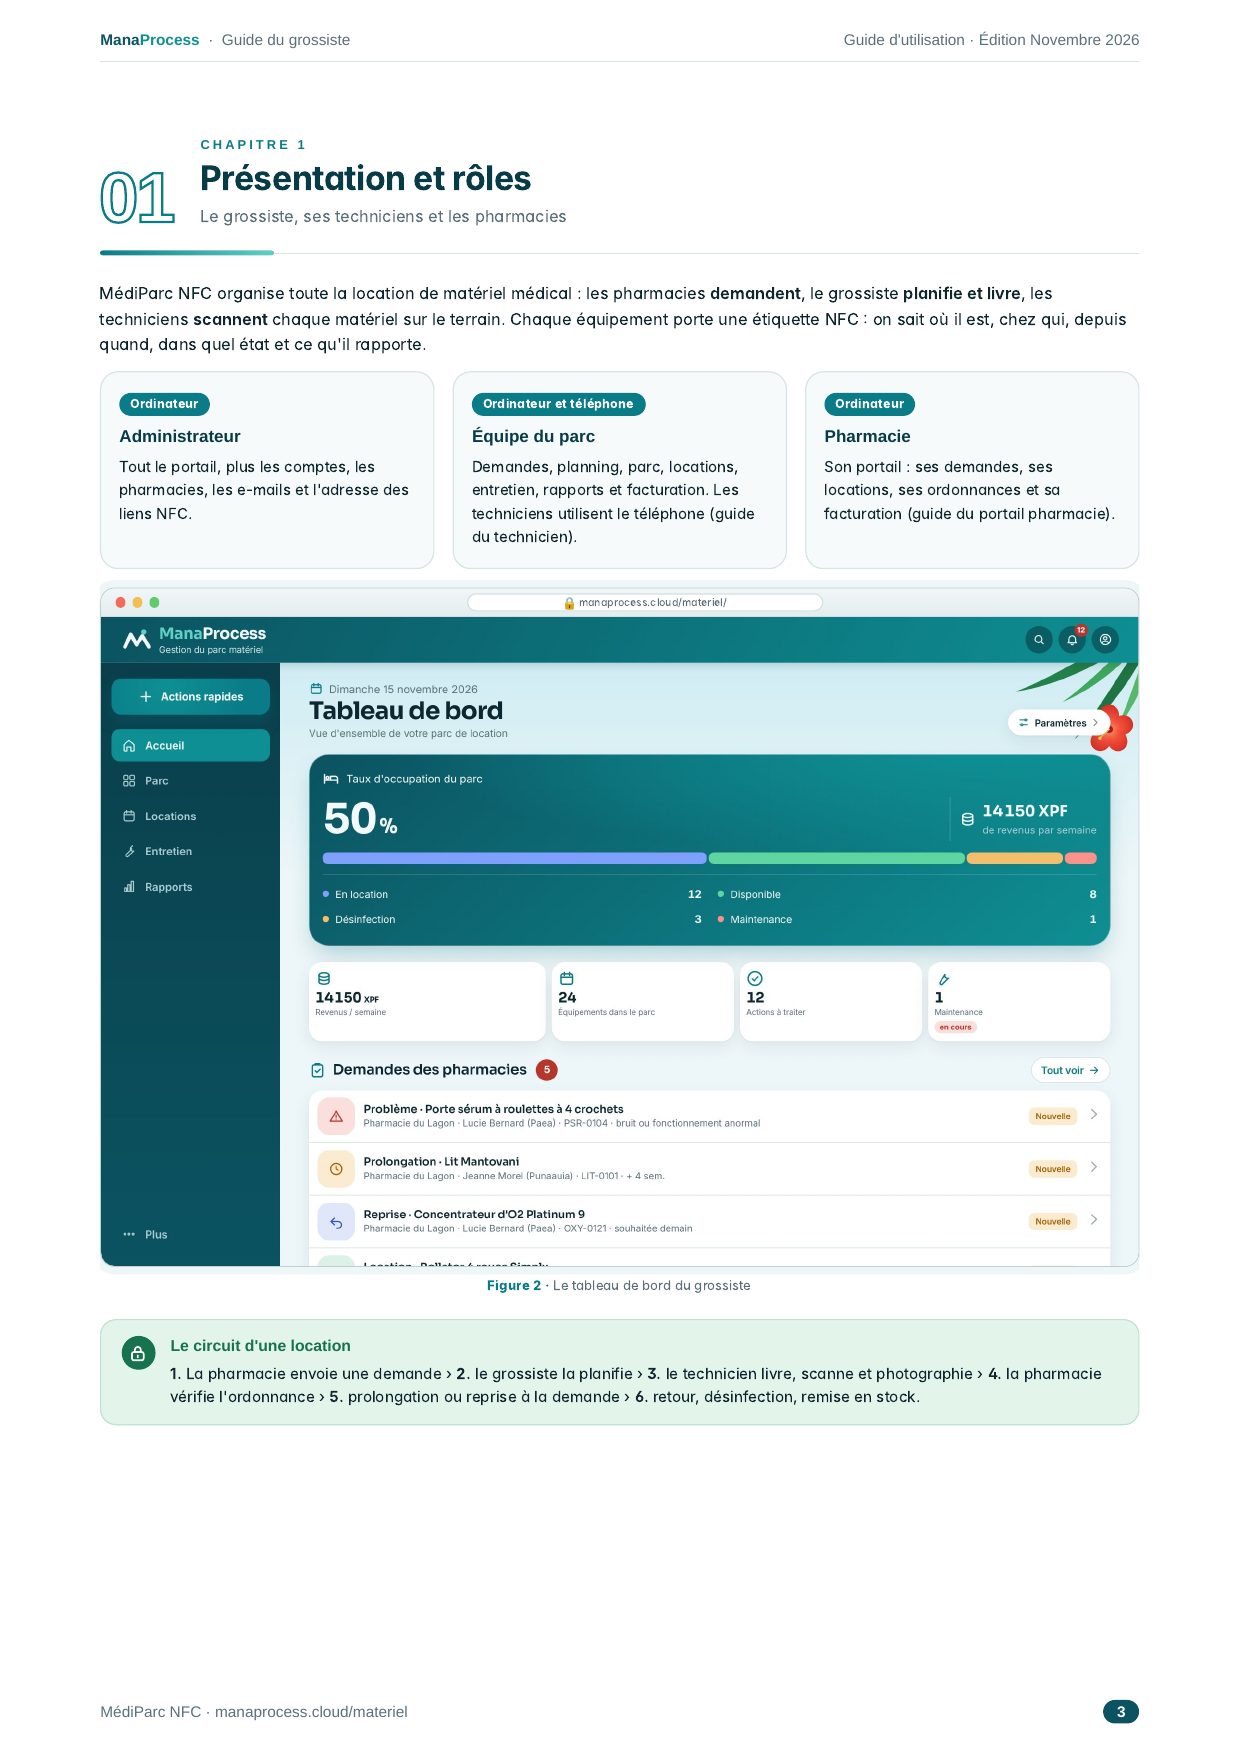 ManaProcess · Guide du grossiste
Guide d'utilisation · Édition Novembre 2026
CHAPITRE 1
01
Présentation et rôles
Le grossiste, ses techniciens et les pharmacies
MédiParc NFC organise toute la location de matériel médical : les pharmacies demandent, le grossiste planifie et livre, les
techniciens scannent chaque matériel sur le terrain. Chaque équipement porte une étiquette NFC : on sait où il est, chez qui, depuis
quand, dans quel état et ce qu'il rapporte.
Ordinateur
Administrateur
Tout le portail, plus les comptes, les
pharmacies, les e-mails et l'adresse des
liens NFC.
Ordinateur et téléphone
Équipe du parc
Demandes, planning, parc, locations,
entretien, rapports et facturation. Les
techniciens utilisent le téléphone (guide
du technicien).
Ordinateur
Pharmacie
Son portail : ses demandes, ses
locations, ses ordonnances et sa
facturation (guide du portail pharmacie).
manaprocess.cloud/materiel/
ManaProcess
Gestion du parc matériel
12
Actions rapides
Accueil
Parc
Locations
Entretien
Rapports
Plus
Dimanche 15 novembre 2026
Tableau de bord
Vue d'ensemble de votre parc de location
Paramètres
Taux d'occupation du parc
50 %
14 150 XPF
de revenus par semaine
En location 12
Disponible 8
Désinfection 3
Maintenance 1
14 150 XPF
Revenus / semaine
24
Équipements dans le parc
12
Actions à traiter
1
Maintenance
en cours
Demandes des pharmacies 5
Tout voir →
Problème · Porte sérum à roulettes à 4 crochets
Pharmacie du Lagon · Lucie Bernard (Paea) · PSR-0104 · bruit ou fonctionnement anormal
Nouvelle
Prolongation · Lit Mantovani
Pharmacie du Lagon · Jeanne Morel (Punaauia) · LIT-0101 · + 4 sem.
Nouvelle
Reprise · Concentrateur d'O2 Platinum 9
Pharmacie du Lagon · Lucie Bernard (Paea) · OXY-0121 · souhaitée demain
Nouvelle
Figure 2 · Le tableau de bord du grossiste
Le circuit d'une location
1. La pharmacie envoie une demande › 2. le grossiste la planifie › 3. le technicien livre, scanne et photographie › 4. la pharmacie
vérifie l'ordonnance › 5. prolongation ou reprise à la demande › 6. retour, désinfection, remise en stock.
MédiParc NFC · manaprocess.cloud/materiel
3